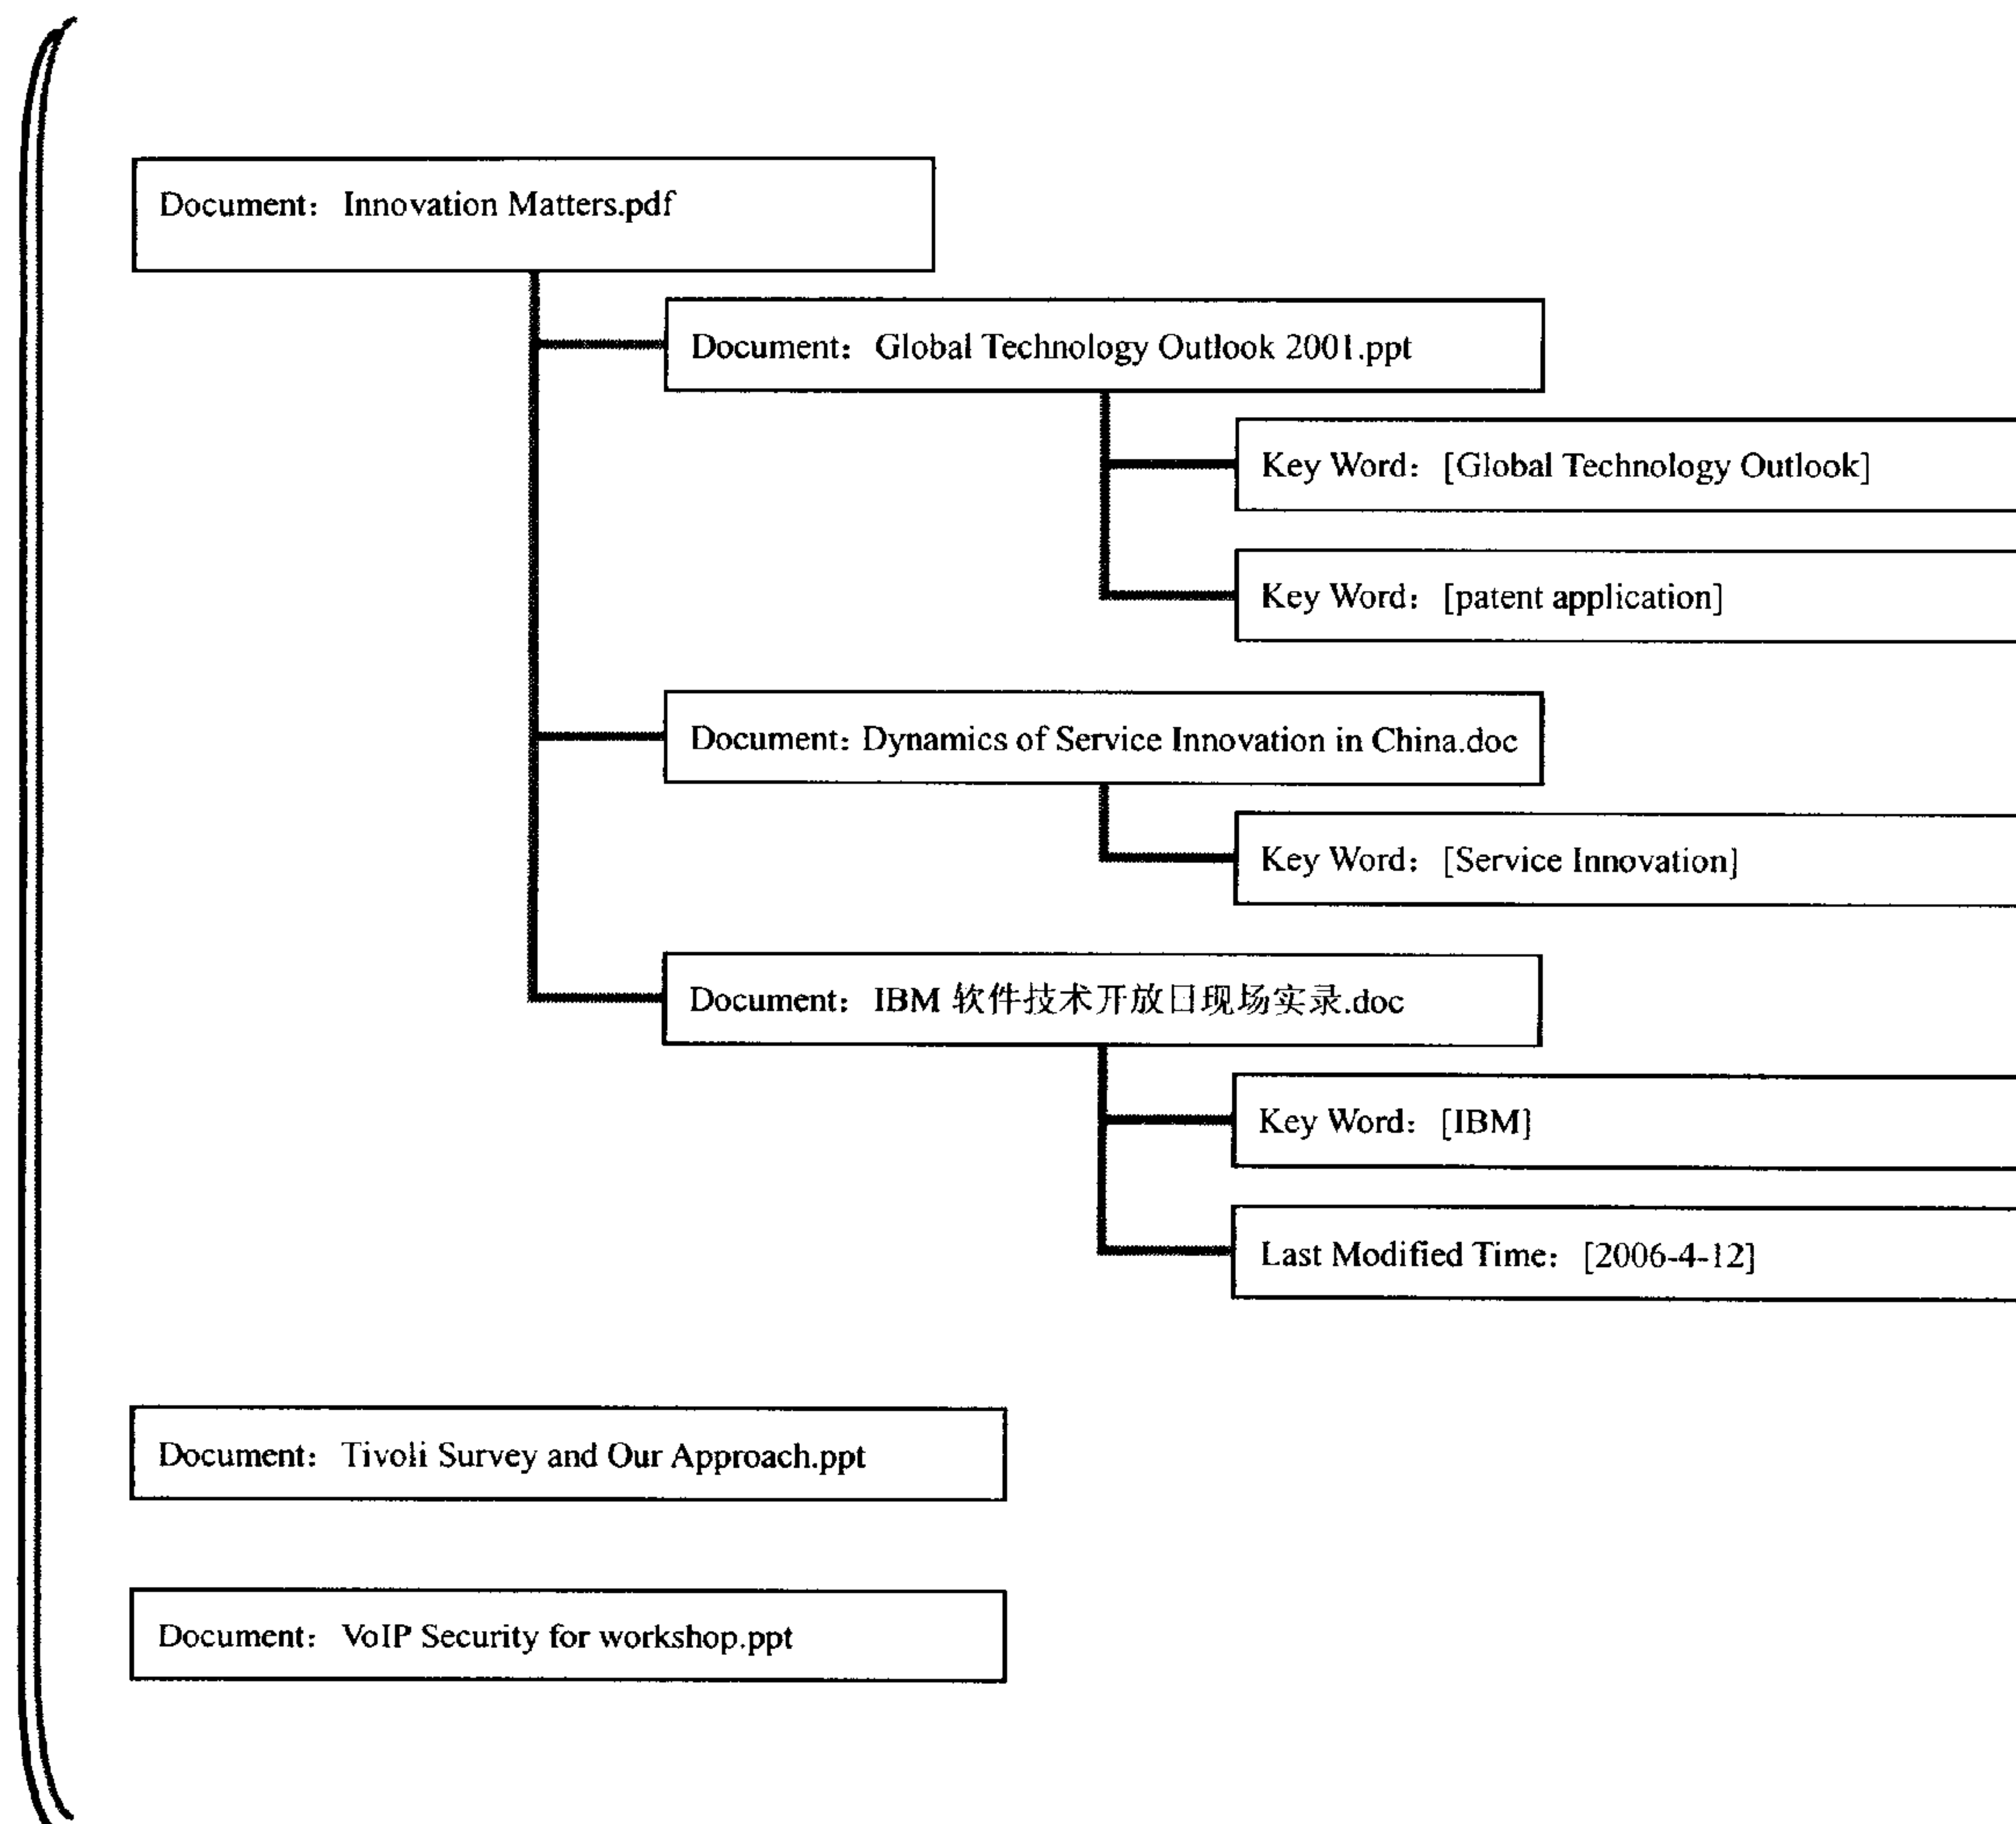 Document： Innovation Matters.pdf
Document： Global Technology Outlook 2001.ppt
Key Word： [Global Technology Outlook]
Key Word： [patent application]
Document: Dynamics of Service Innovation in China.doc
Key Word： [Service Innovation]
Document： IBM 软件技术开放日现场实录.doc
Key Word： [IBM]
Last Modified Time： [2006-4-12]
Document： Tivoli Survey and Our Approach.ppt
Document： VoIP Security for workshop.ppt